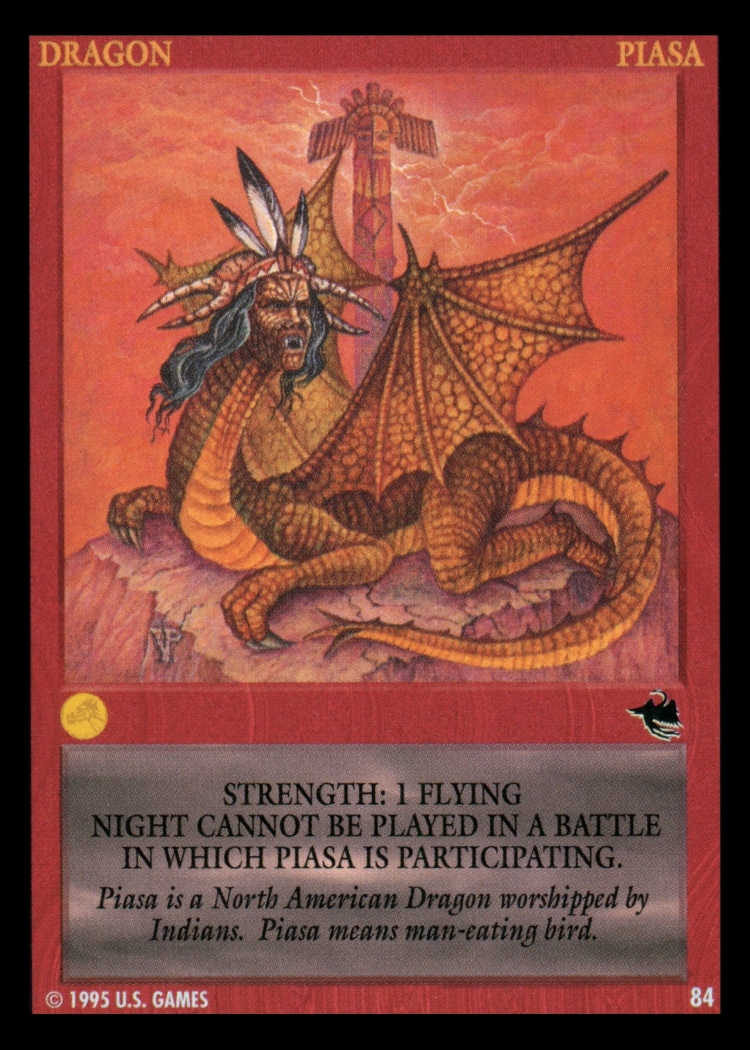 DRAGON PIASA
VP
STRENGTH: 1 FLYING
NIGHT CANNOT BE PLAYED IN A BATTLE
IN WHICH PIASA IS PARTICIPATING.
Piasa is a North American Dragon worshipped by
Indians. Piasa means man-eating bird.
© 1995 U.S. GAMES 84